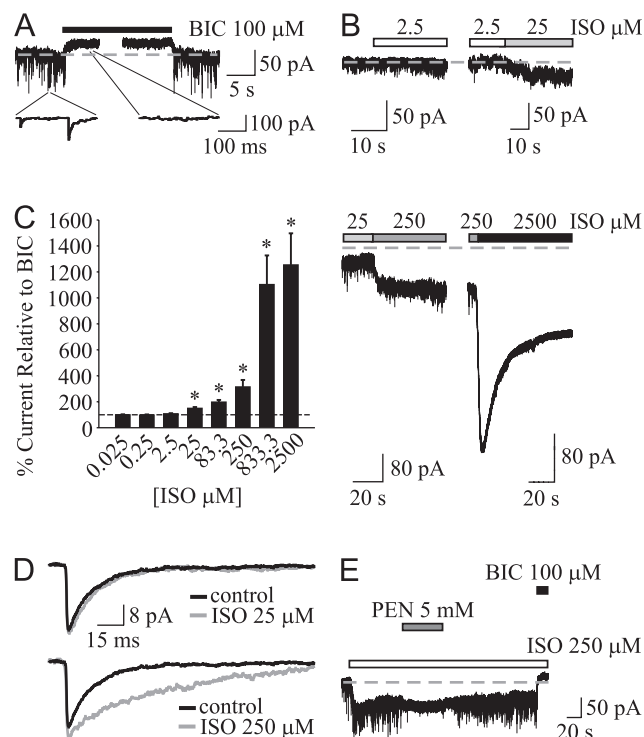 A
BIC 100 µM
50 pA
5 s
100 pA
100 ms
B
2.5
2.5 25 ISO µM
50 pA
10 s
50 pA
10 s
25 250
250 2500 ISO µM
80 pA
20 s
80 pA
20 s
C
% Current Relative to BIC
1600
1400
1200
1000
800
600
400
200
* * * * *
0.025 0.25 2.5 25 83.3 250 833.3 2500
[ISO µM]
D
control
ISO 25 µM
8 pA
15 ms
control
ISO 250 µM
E
BIC 100 µM
PEN 5 mM
ISO 250 µM
50 pA
20 s